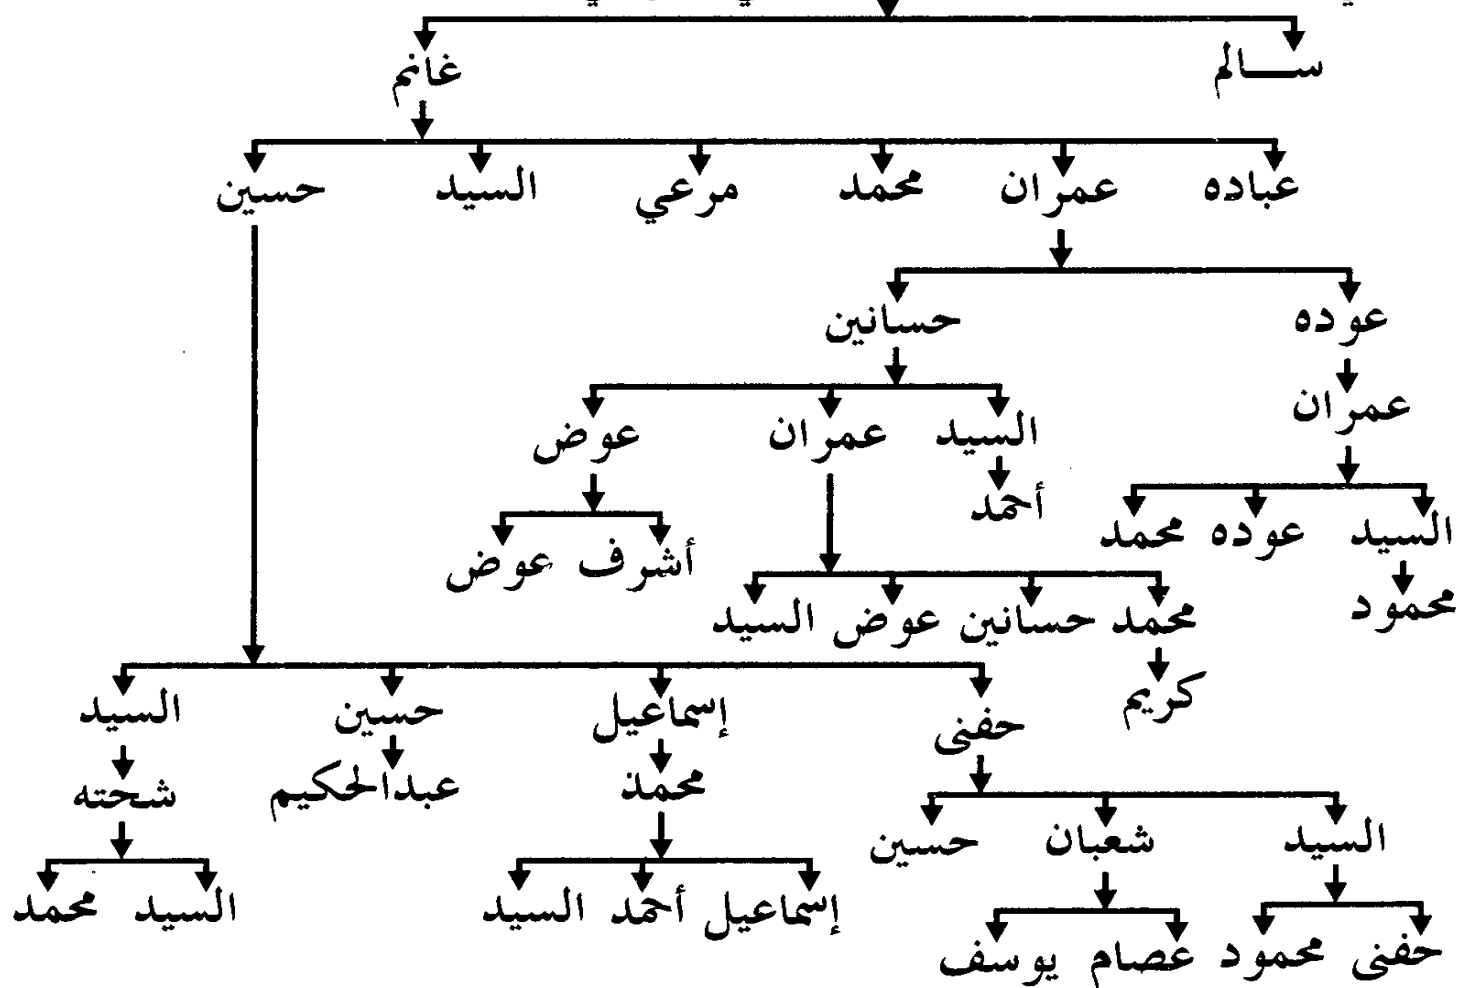 سالم غانم
عباده عمران محمد مرعي السيد حسين
عوده حسانين
عمران
السيد عمران عوض
أحمد
السيد عوده محمد
أشرف عوض
محمود
محمد حسانين عوض السيد
كريم
حفنى إسماعيل حسين السيد
محمد عبدالحكيم شحته
السيد شعبان حسين
إسماعيل أحمد السيد السيد محمد
حفنى محمود عصام يوسف